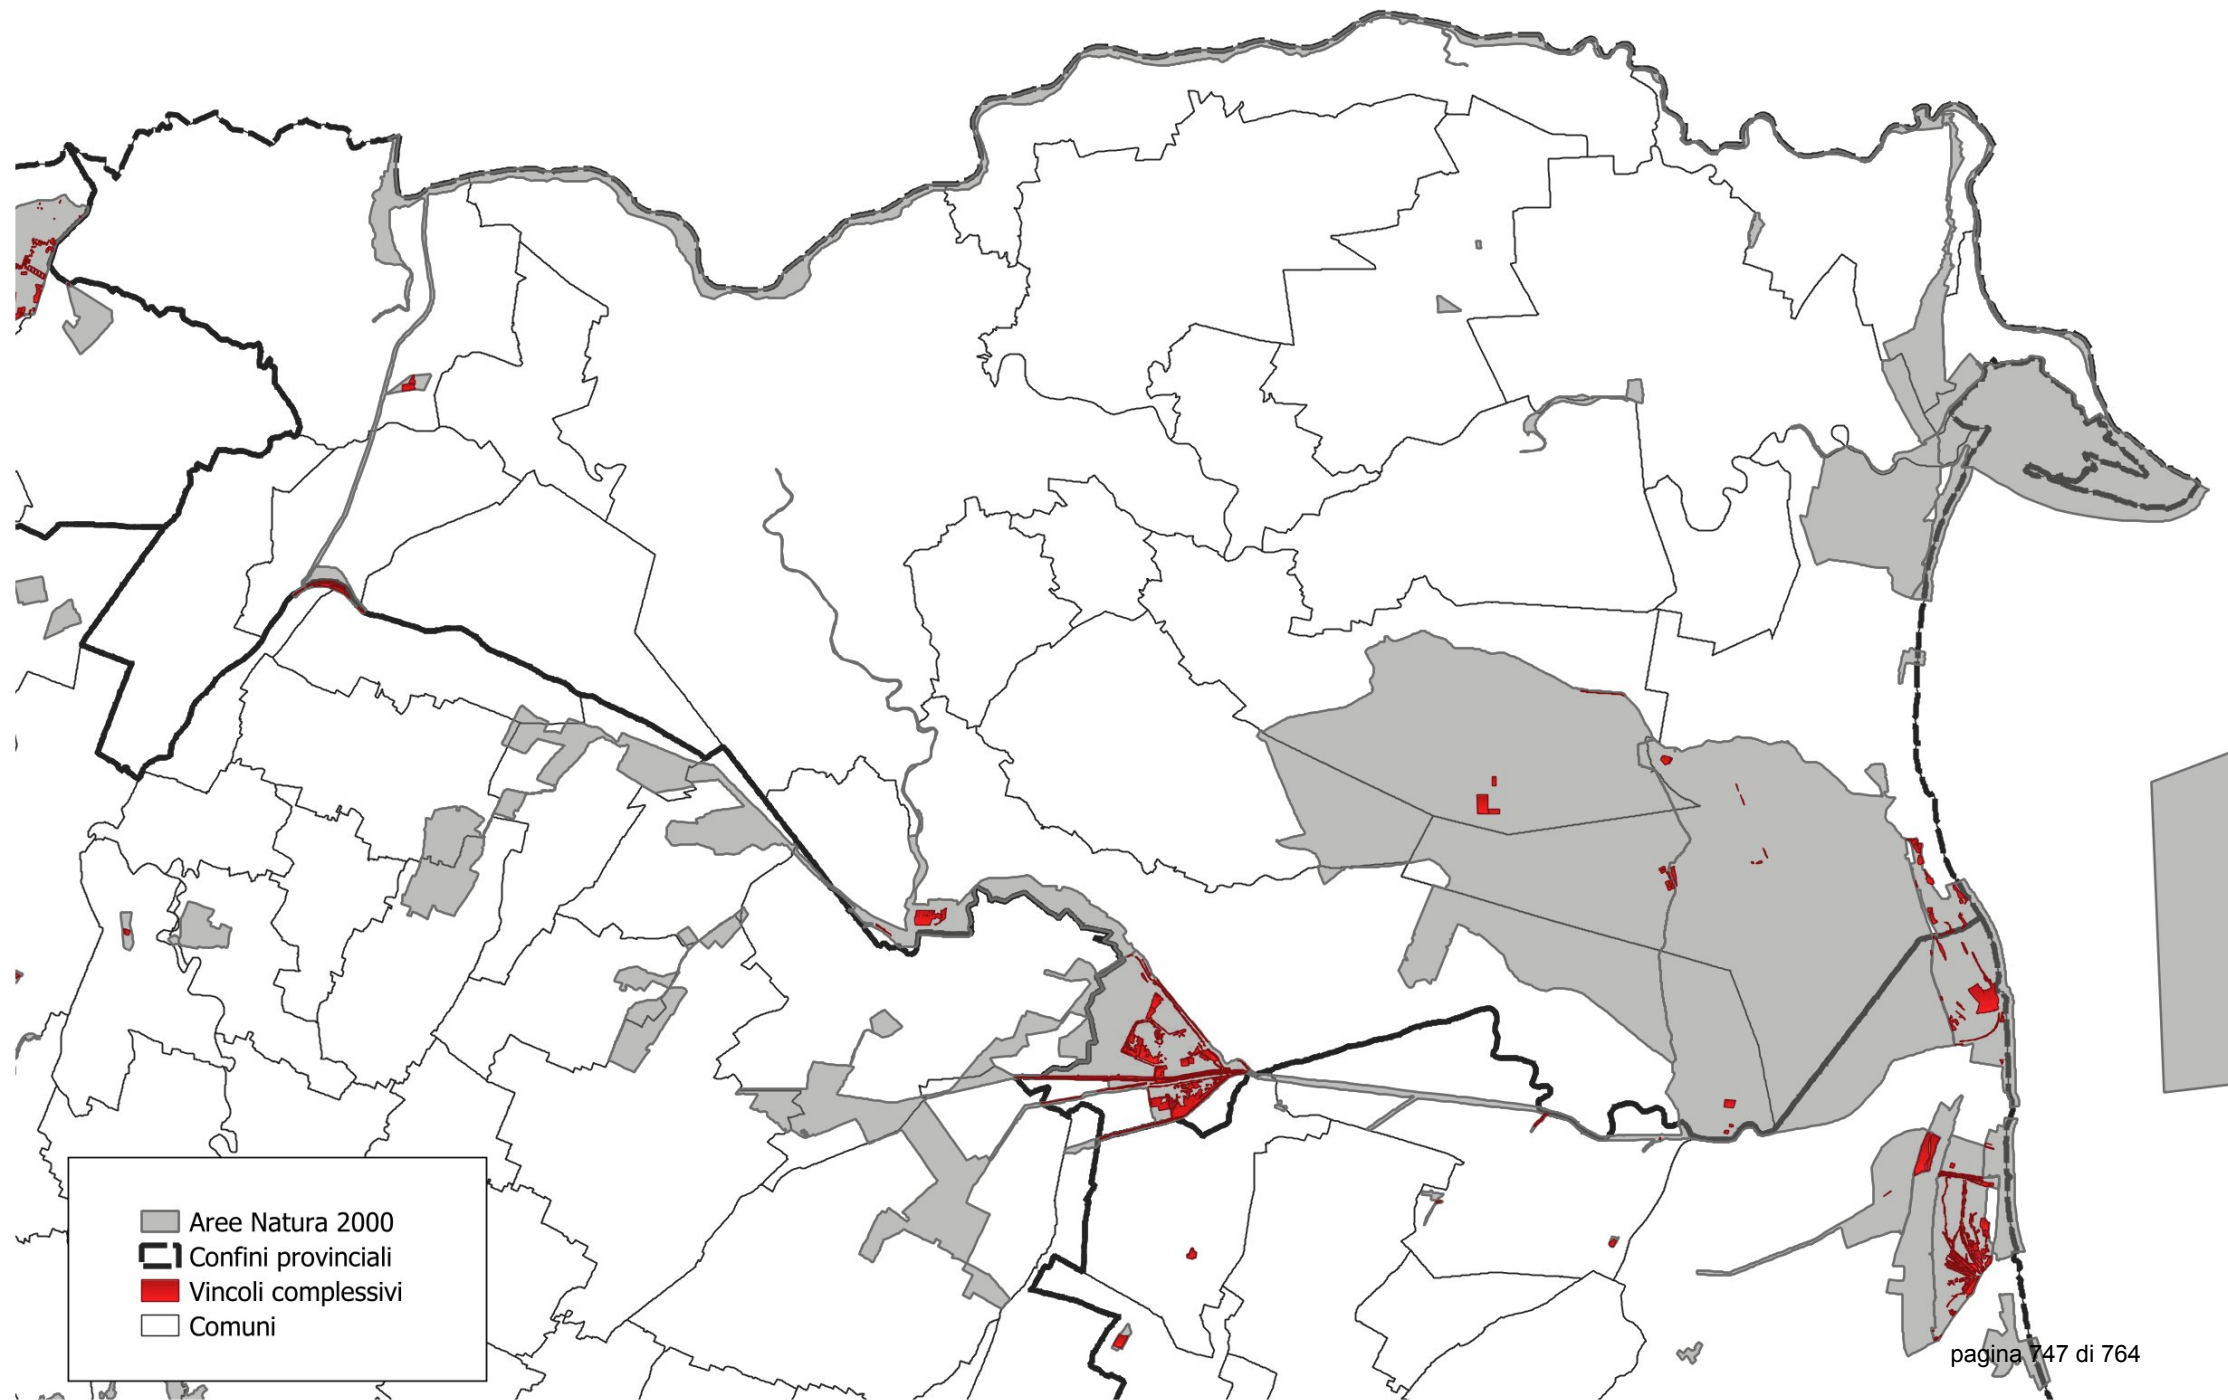 Aree Natura 2000
Confini provinciali
Vincoli complessivi
Comuni
pagina 747 di 764